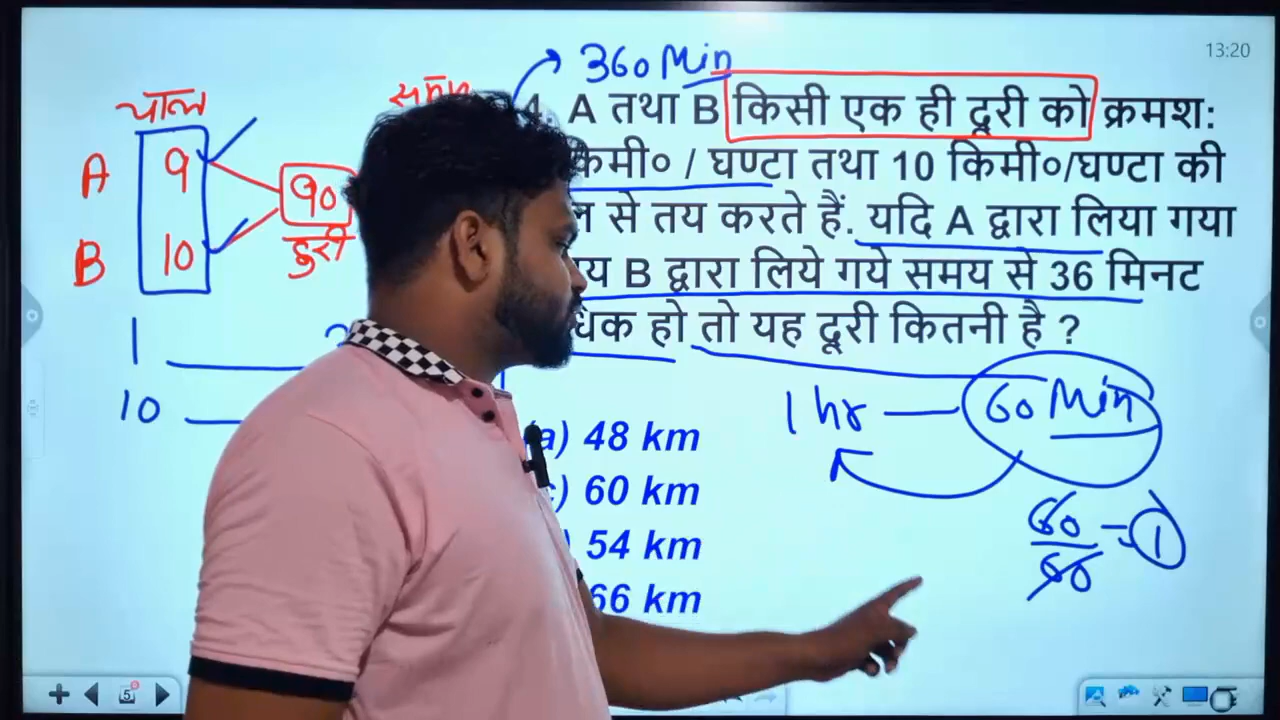 13:20
360 Min
चाल
A 9
90
दुरी
B 10
1
10
4. A तथा B किसी एक ही दूरी को क्रमश:
किमी० / घण्टा तथा 10 किमी०/घण्टा की
से तय करते हैं. यदि A द्वारा लिया गया
B द्वारा लिये गये समय से 36 मिनट
हो तो यह दूरी कितनी है ?
1 hr — 60 Min
(a) 48 km
60 km
54 km
66 km
60/60 = 1
5